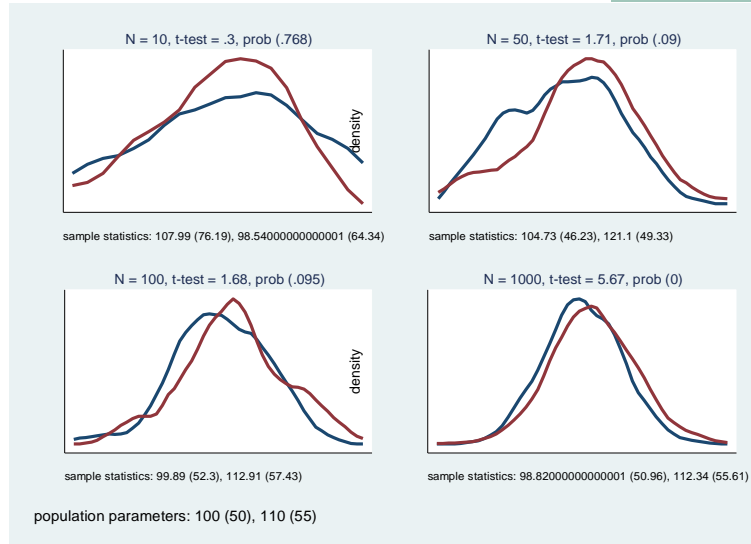 N = 10, t-test = .3, prob (.768)
sample statistics: 107.99 (76.19), 98.54000000000001 (64.34)
N = 50, t-test = 1.71, prob (.09)
density
sample statistics: 104.73 (46.23), 121.1 (49.33)
N = 100, t-test = 1.68, prob (.095)
sample statistics: 99.89 (52.3), 112.91 (57.43)
N = 1000, t-test = 5.67, prob (0)
density
sample statistics: 98.82000000000001 (50.96), 112.34 (55.61)
population parameters: 100 (50), 110 (55)